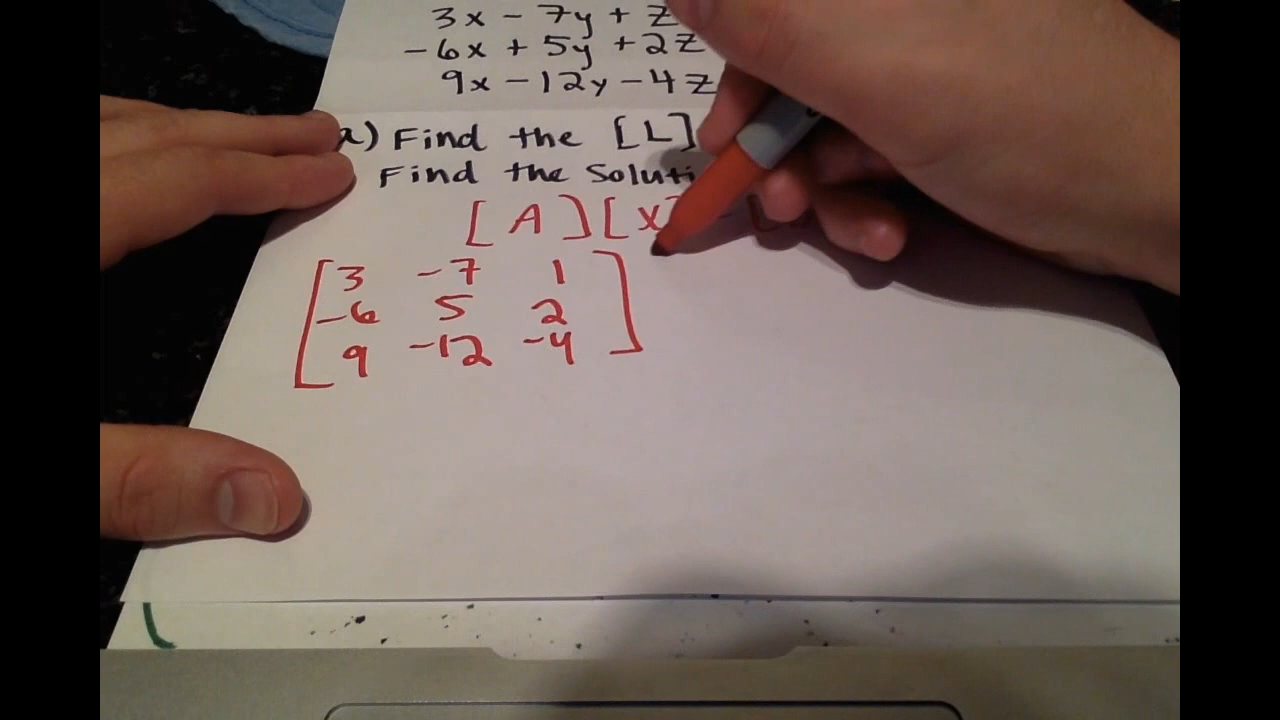 3x - 7y + z
-6x + 5y + 2z
9x - 12y - 4z
a) Find the [L]
Find the Soluti
[ A ] [ X ]
3 -7 1
-6 5 2
9 -12 -4